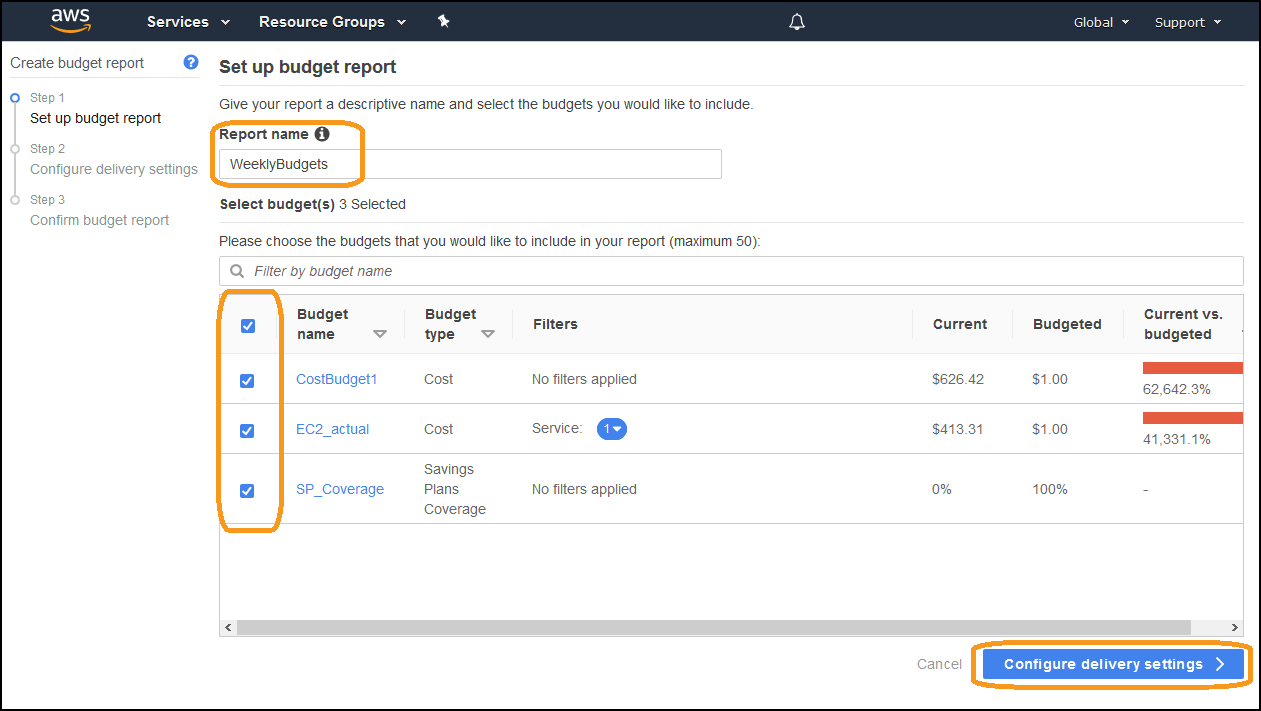 aws Services Resource Groups Global Support
Create budget report ?
Step 1
Set up budget report
Step 2
Configure delivery settings
Step 3
Confirm budget report
Set up budget report
Give your report a descriptive name and select the budgets you would like to include.
Report name i
WeeklyBudgets
Select budget(s) 3 Selected
Please choose the budgets that you would like to include in your report (maximum 50):
Filter by budget name
Budget name Budget type Filters Current Budgeted Current vs. budgeted
CostBudget1 Cost No filters applied $626.42 $1.00 62,642.3%
EC2_actual Cost Service: 1 $413.31 $1.00 41,331.1%
SP_Coverage Savings Plans Coverage No filters applied 0% 100% -
Cancel Configure delivery settings